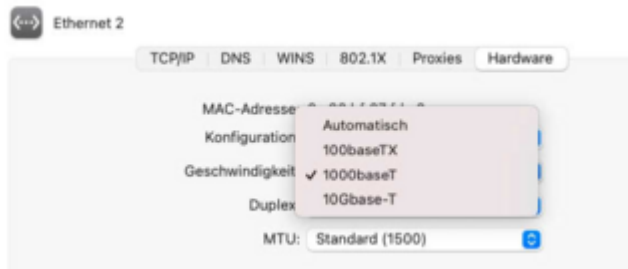 Ethernet 2
TCP/IP DNS WINS 802.1X Proxies Hardware
MAC-Adresse:
Automatisch
Konfiguration
100baseTX
Geschwindigkeit ✓ 1000baseT
10Gbase-T
Duplex
MTU: Standard (1500)